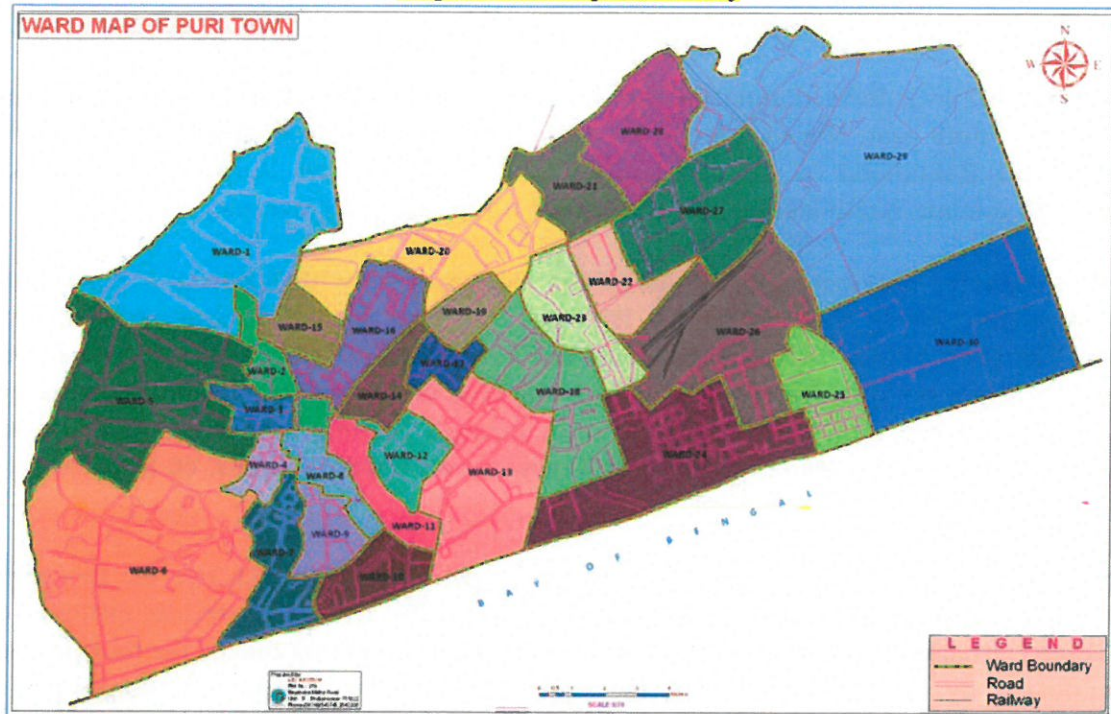 WARD MAP OF PURI TOWN
N
W E
S
WARD-28
WARD-29
WARD-21
WARD-27
WARD-1
WARD-20
WARD-22
WARD-23
WARD-19
WARD-15
WARD-16
WARD-26
WARD-30
WARD-2
WARD-14
WARD-18
WARD-25
WARD-5
WARD-3
WARD-24
WARD-12
WARD-4
WARD-8
WARD-13
WARD-11
WARD-9
WARD-7
WARD-10
WARD-6
BAY OF BENGAL
LEGEND
Ward Boundary
Road
Railway